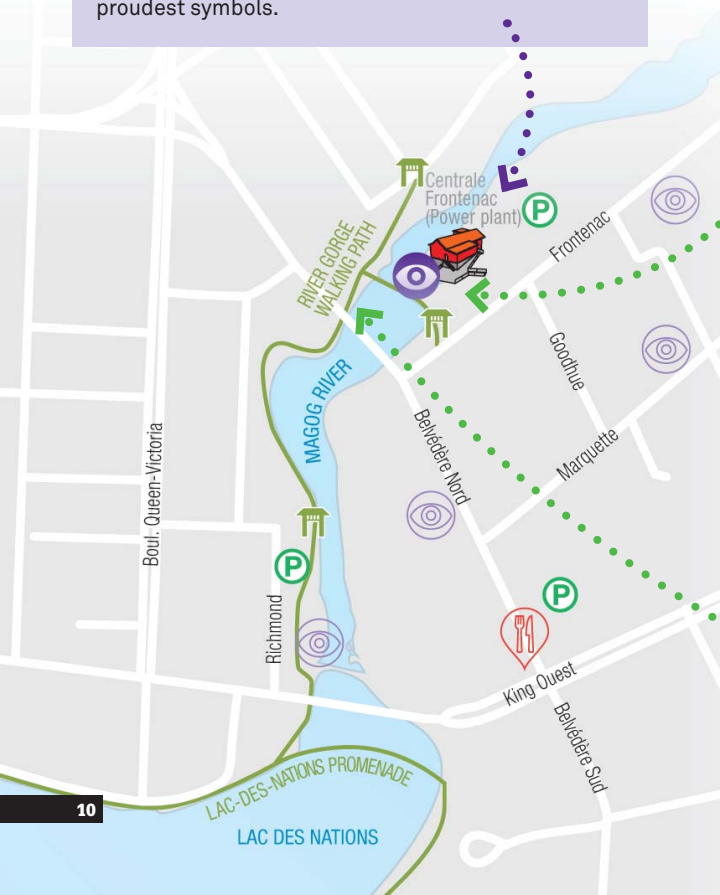 proudest symbols.
Centrale
Frontenac
(Power plant)
P
Frontenac
RIVER GORGE
WALKING PATH
Goodhue
MAGOG RIVER
Belvédère Nord
Marquette
Boul. Queen-Victoria
P
P
Richmond
King Ouest
Belvédère Sud
LAC-DES-NATIONS PROMENADE
10
LAC DES NATIONS